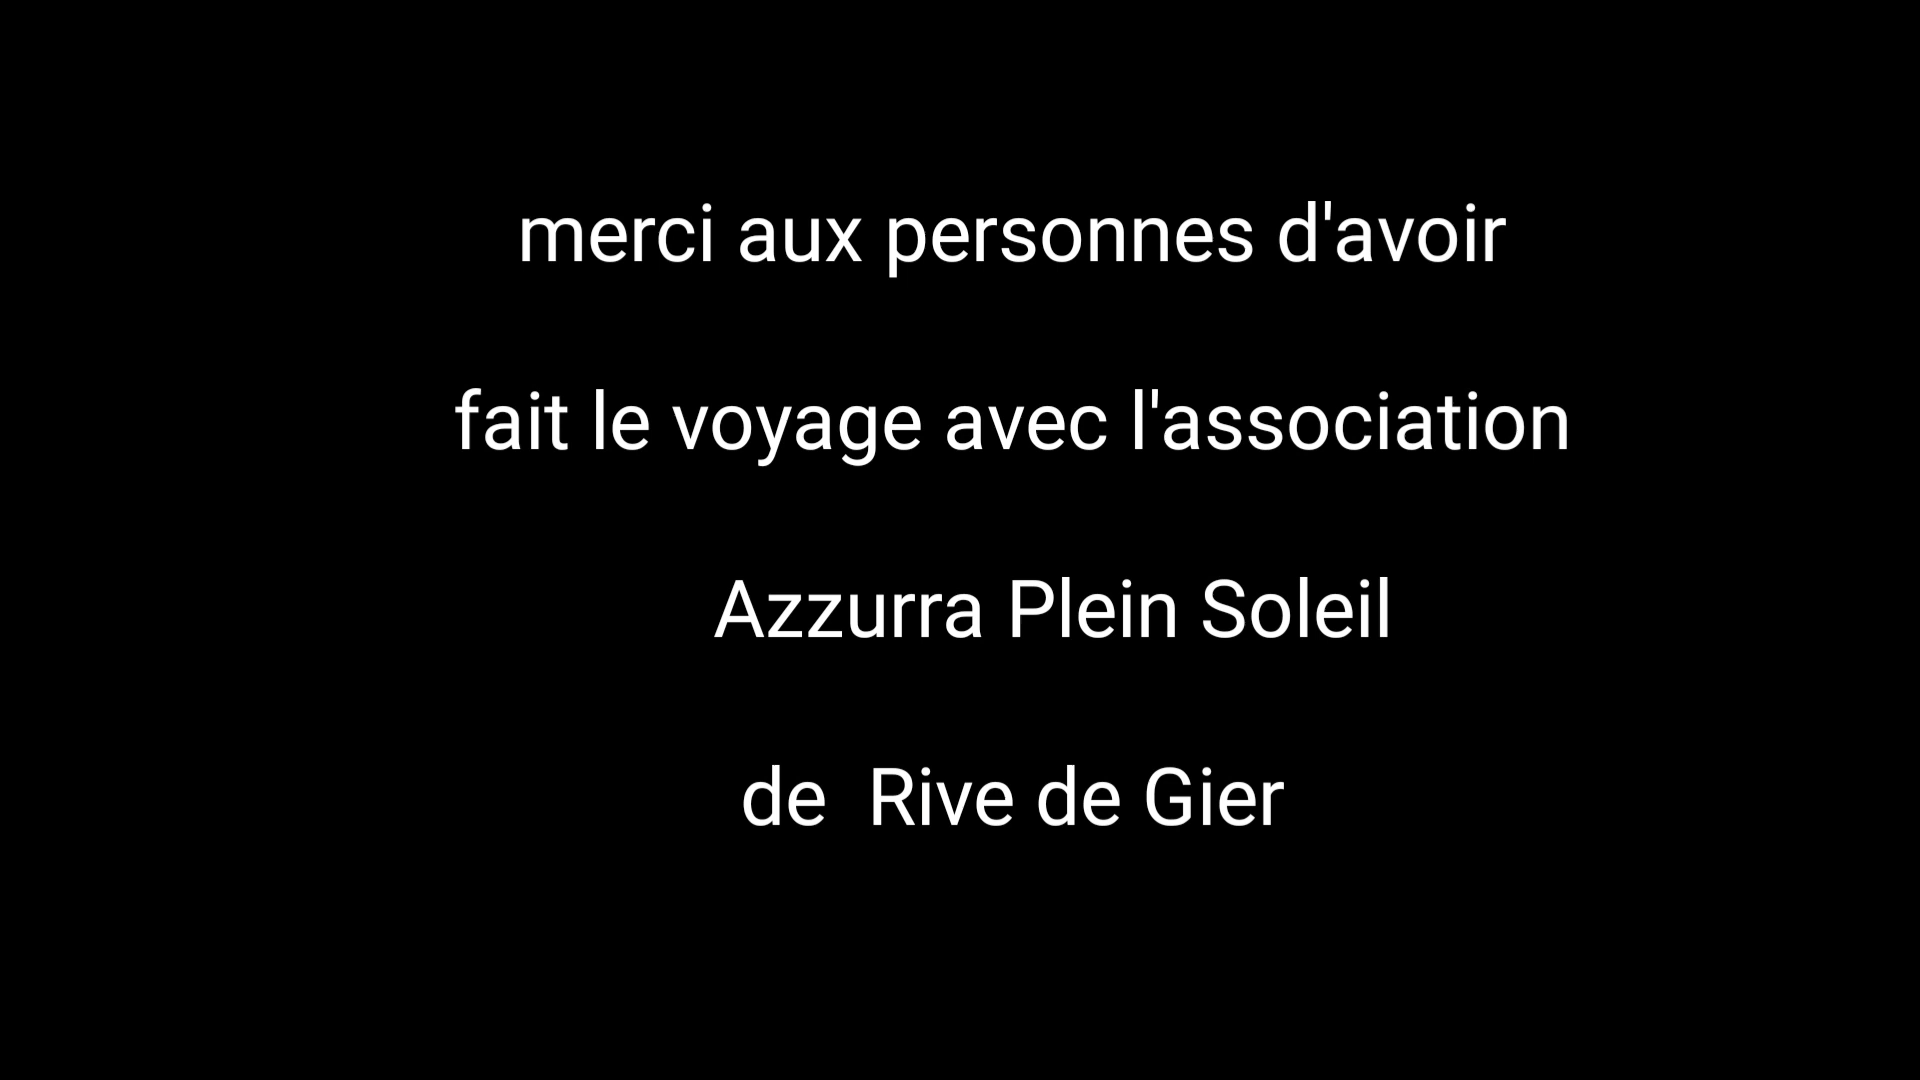 merci aux personnes d'avoir
fait le voyage avec l'association
Azzurra Plein Soleil
de  Rive de Gier